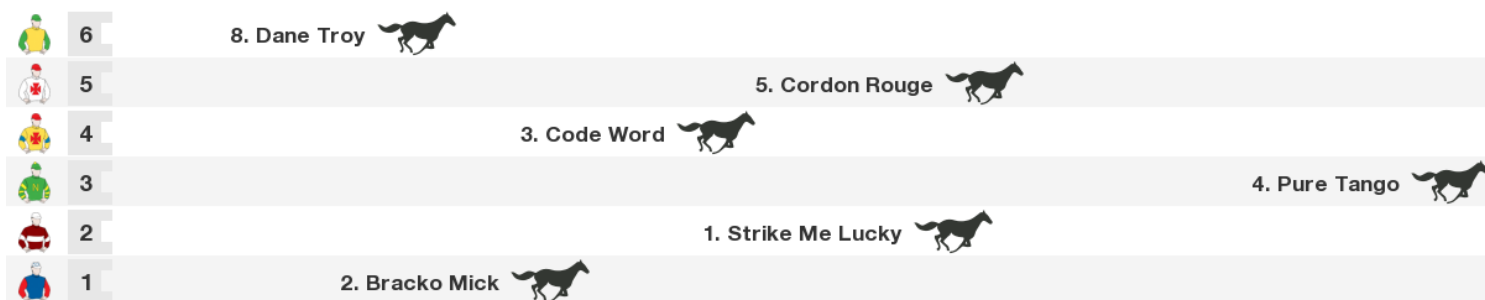 6 8. Dane Troy
5 5. Cordon Rouge
4 3. Code Word
3 4. Pure Tango
2 1. Strike Me Lucky
1 2. Bracko Mick